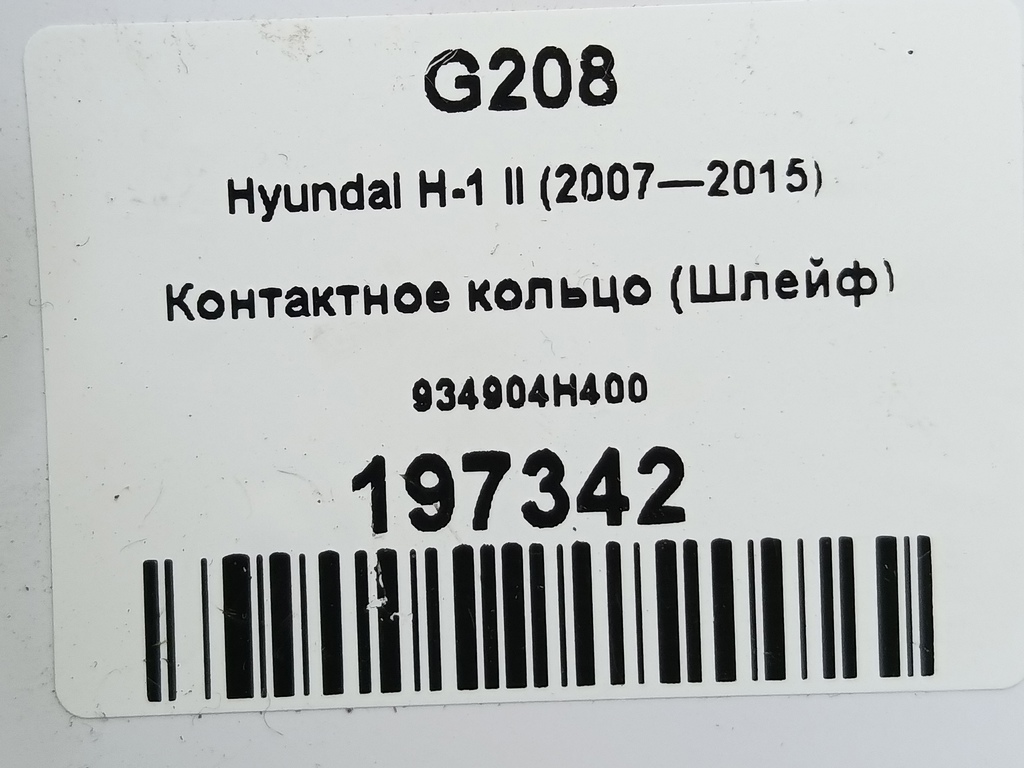 G208
Hyundai H-1 II (2007—2015)
Контактное кольцо (Шлейф)
934904H400
197342